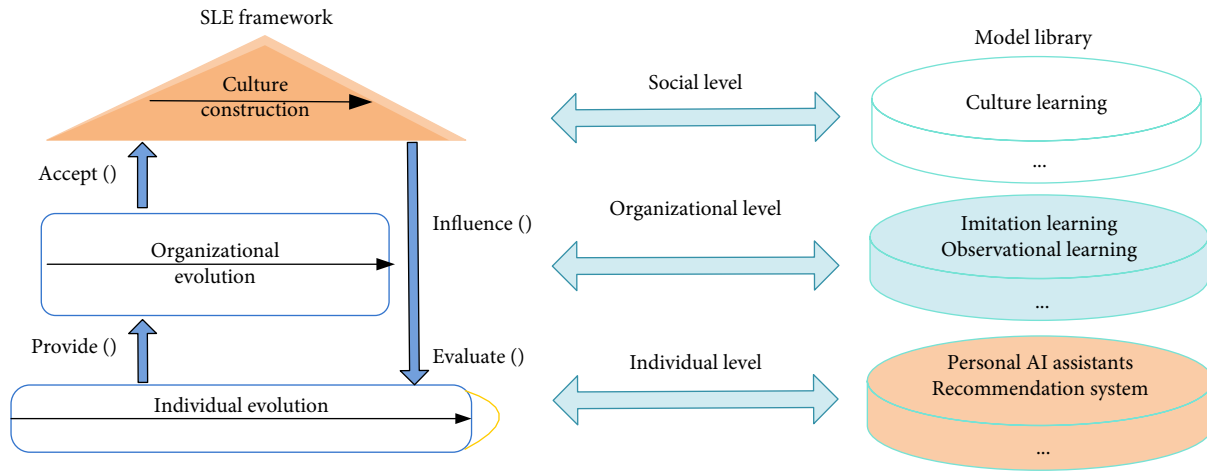 SLE framework
Culture
construction
Accept ()
Organizational
evolution
Influence ()
Provide ()
Evaluate ()
Individual evolution
Social level
Organizational level
Individual level
Model library
Culture learning
...
Imitation learning
Observational learning
...
Personal AI assistants
Recommendation system
...